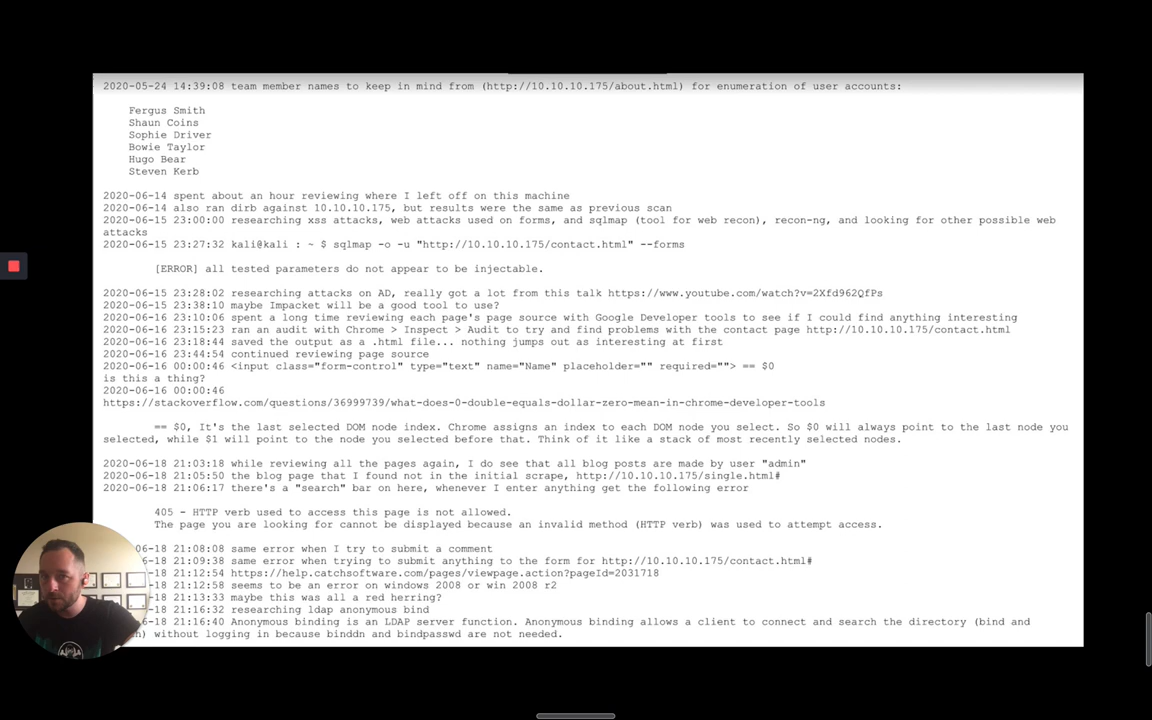 2020-05-24 14:39:08 team member names to keep in mind from (http://10.10.10.175/about.html) for enumeration of user accounts:
Fergus Smith
Shaun Coins
Sophie Driver
Bowie Taylor
Hugo Bear
Steven Kerb
2020-06-14 spent about an hour reviewing where I left off on this machine
2020-06-14 also ran dirb against 10.10.10.175, but results were the same as previous scan
2020-06-15 23:00:00 researching xss attacks, web attacks used on forms, and sqlmap (tool for web recon), recon-ng, and looking for other possible web
attacks
2020-06-15 23:27:32 kali@kali : ~ $ sqlmap -o -u "http://10.10.10.175/contact.html" --forms
[ERROR] all tested parameters do not appear to be injectable.
2020-06-15 23:28:02 researching attacks on AD, really got a lot from this talk https://www.youtube.com/watch?v=2Xfd962QfPs
2020-06-15 23:38:10 maybe Impacket will be a good tool to use?
2020-06-16 23:10:06 spent a long time reviewing each page's page source with Google Developer tools to see if I could find anything interesting
2020-06-16 23:15:23 ran an audit with Chrome > Inspect > Audit to try and find problems with the contact page http://10.10.10.175/contact.html
2020-06-16 23:18:44 saved the output as a .html file... nothing jumps out as interesting at first
2020-06-16 23:44:54 continued reviewing page source
2020-06-16 00:00:46 <input class="form-control" type="text" name="Name" placeholder="" required=""> == $0
is this a thing?
2020-06-16 00:00:46
https://stackoverflow.com/questions/36999739/what-does-0-double-equals-dollar-zero-mean-in-chrome-developer-tools
== $0, It's the last selected DOM node index. Chrome assigns an index to each DOM node you select. So $0 will always point to the last node you
selected, while $1 will point to the node you selected before that. Think of it like a stack of most recently selected nodes.
2020-06-18 21:03:18 while reviewing all the pages again, I do see that all blog posts are made by user "admin"
2020-06-18 21:05:50 the blog page that I found not in the initial scrape, http://10.10.10.175/single.html#
2020-06-18 21:06:17 there's a "search" bar on here, whenever I enter anything get the following error
405 - HTTP verb used to access this page is not allowed.
The page you are looking for cannot be displayed because an invalid method (HTTP verb) was used to attempt access.
6-18 21:08:08 same error when I try to submit a comment
6-18 21:09:38 same error when trying to submit anything to the form for http://10.10.10.175/contact.html#
-18 21:12:54 https://help.catchsoftware.com/pages/viewpage.action?pageId=2031718
-18 21:12:58 seems to be an error on windows 2008 or win 2008 r2
-18 21:13:33 maybe this was all a red herring?
-18 21:16:32 researching ldap anonymous bind
-18 21:16:40 Anonymous binding is an LDAP server function. Anonymous binding allows a client to connect and search the directory (bind and
) without logging in because binddn and bindpasswd are not needed.